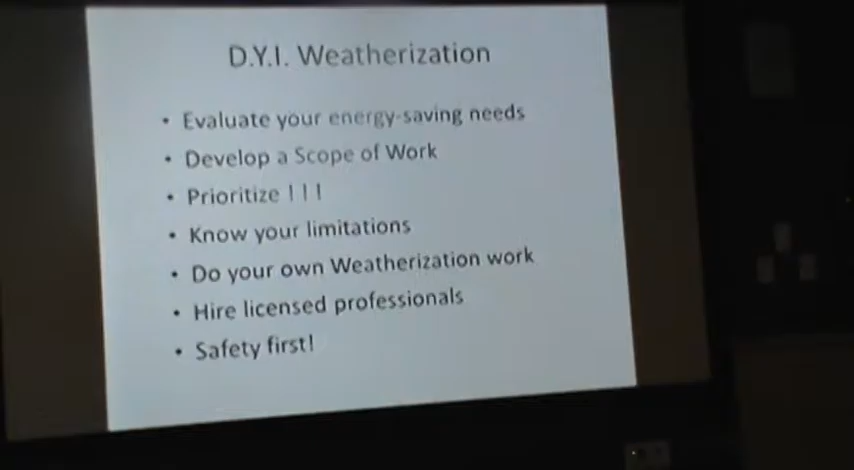 D.Y.I. Weatherization
• Evaluate your energy-saving needs
• Develop a Scope of Work
• Prioritize ! ! !
• Know your limitations
• Do your own Weatherization work
• Hire licensed professionals
• Safety first!